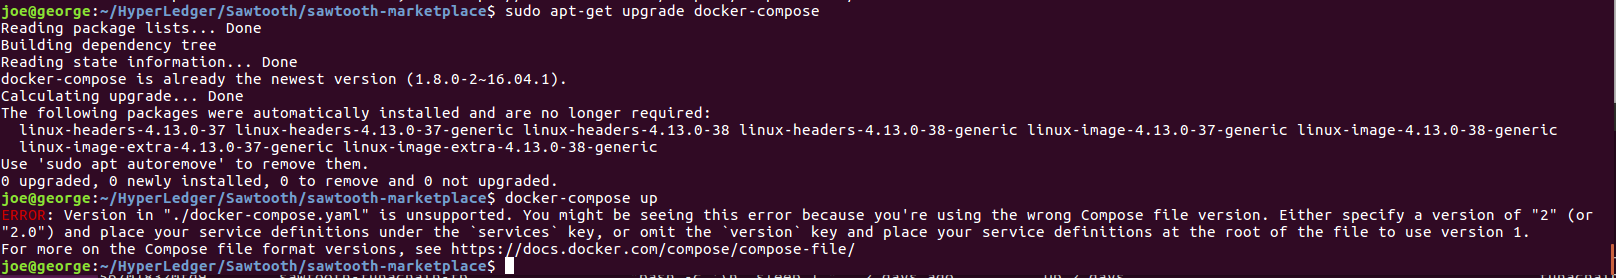 joe@george:~/HyperLedger/Sawtooth/sawtooth-marketplace$ sudo apt-get upgrade docker-compose
Reading package lists... Done
Building dependency tree
Reading state information... Done
docker-compose is already the newest version (1.8.0-2~16.04.1).
Calculating upgrade... Done
The following packages were automatically installed and are no longer required:
  linux-headers-4.13.0-37 linux-headers-4.13.0-37-generic linux-headers-4.13.0-38 linux-headers-4.13.0-38-generic linux-image-4.13.0-37-generic linux-image-4.13.0-38-generic
  linux-image-extra-4.13.0-37-generic linux-image-extra-4.13.0-38-generic
Use 'sudo apt autoremove' to remove them.
0 upgraded, 0 newly installed, 0 to remove and 0 not upgraded.
joe@george:~/HyperLedger/Sawtooth/sawtooth-marketplace$ docker-compose up
ERROR: Version in "./docker-compose.yaml" is unsupported. You might be seeing this error because you're using the wrong Compose file version. Either specify a version of "2" (or
"2.0") and place your service definitions under the `services` key, or omit the `version` key and place your service definitions at the root of the file to use version 1.
For more on the Compose file format versions, see https://docs.docker.com/compose/compose-file/
joe@george:~/HyperLedger/Sawtooth/sawtooth-marketplace$